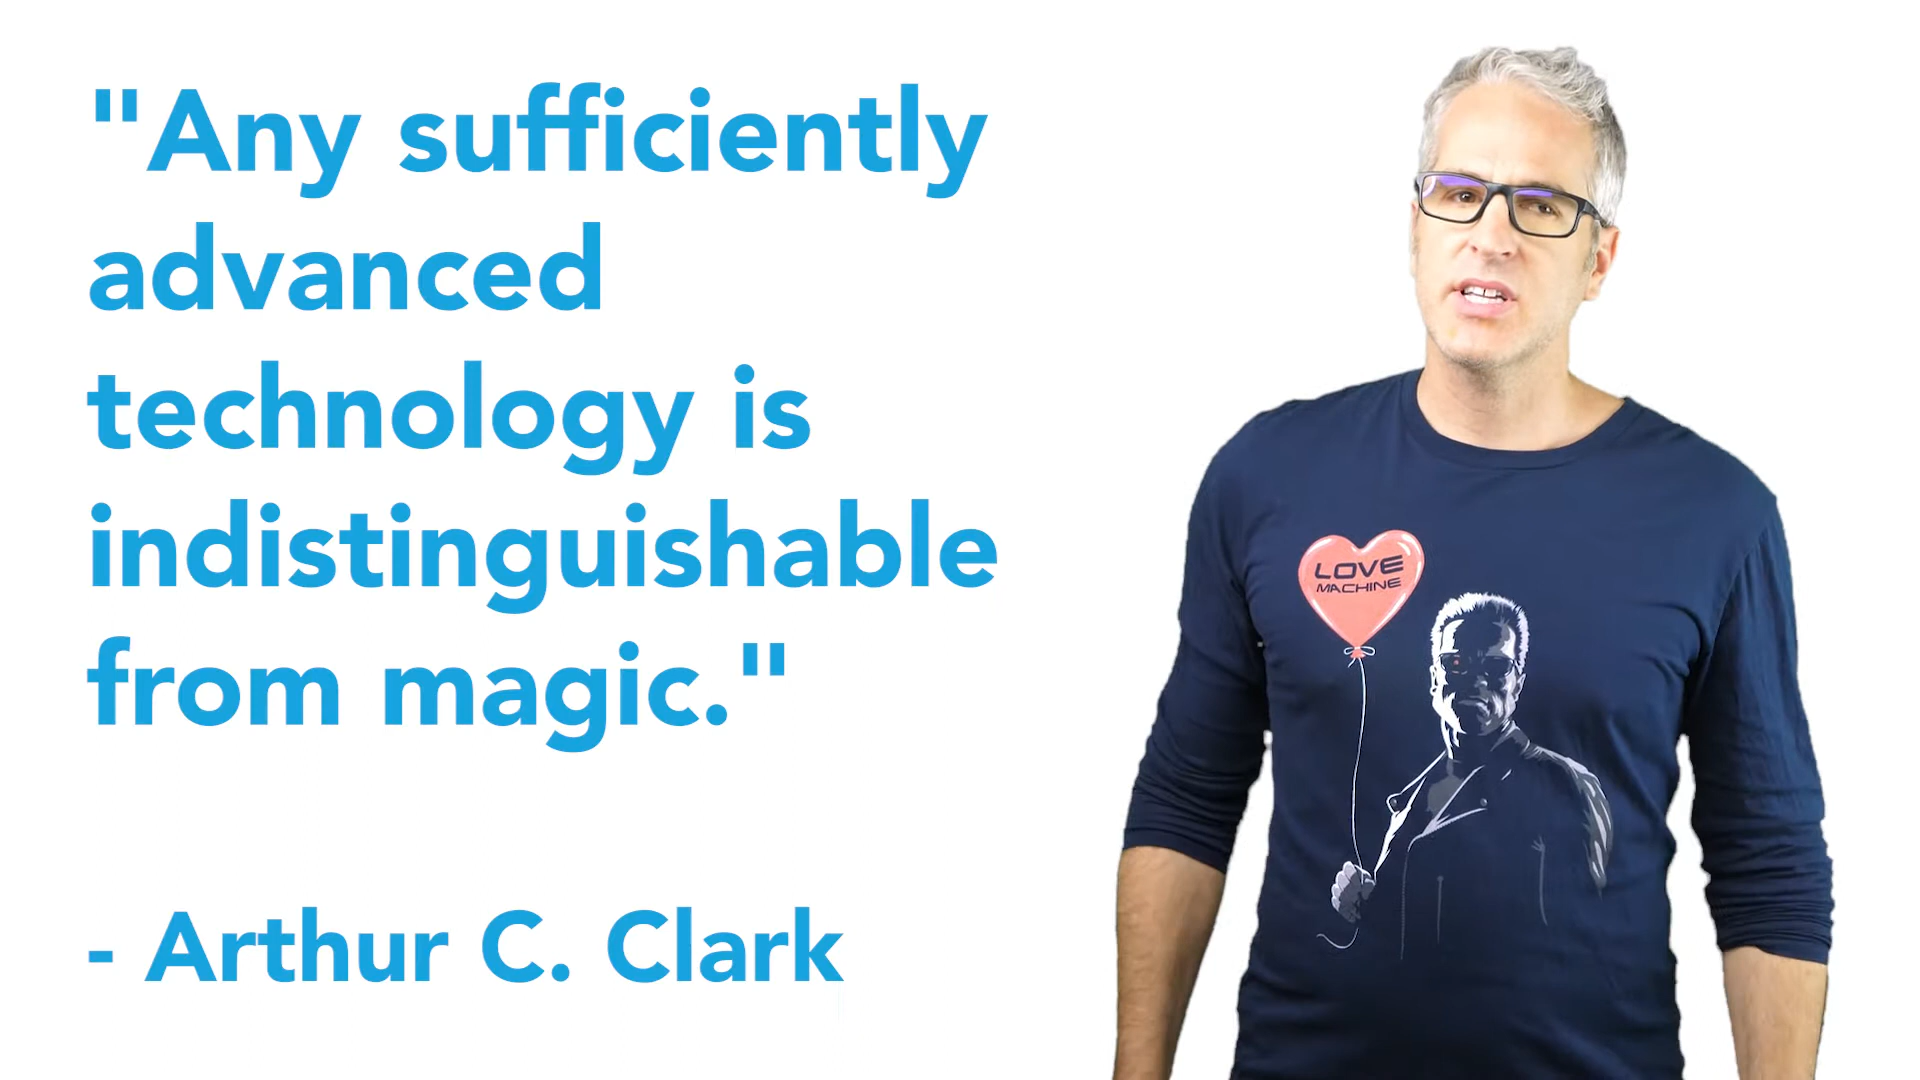 "Any sufficiently
advanced
technology is
indistinguishable
from magic."
- Arthur C. Clark
LOVE
MACHINE